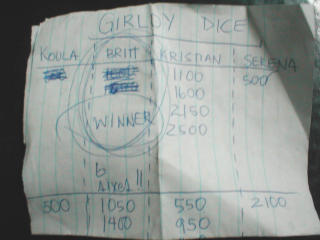 GIRLDY DICE
KOULA BRITT KRISTIAN SERENA
1100 500
1600
WINNER 2150
2500
6
sixes !!
500 1050 550 2100
1400 950